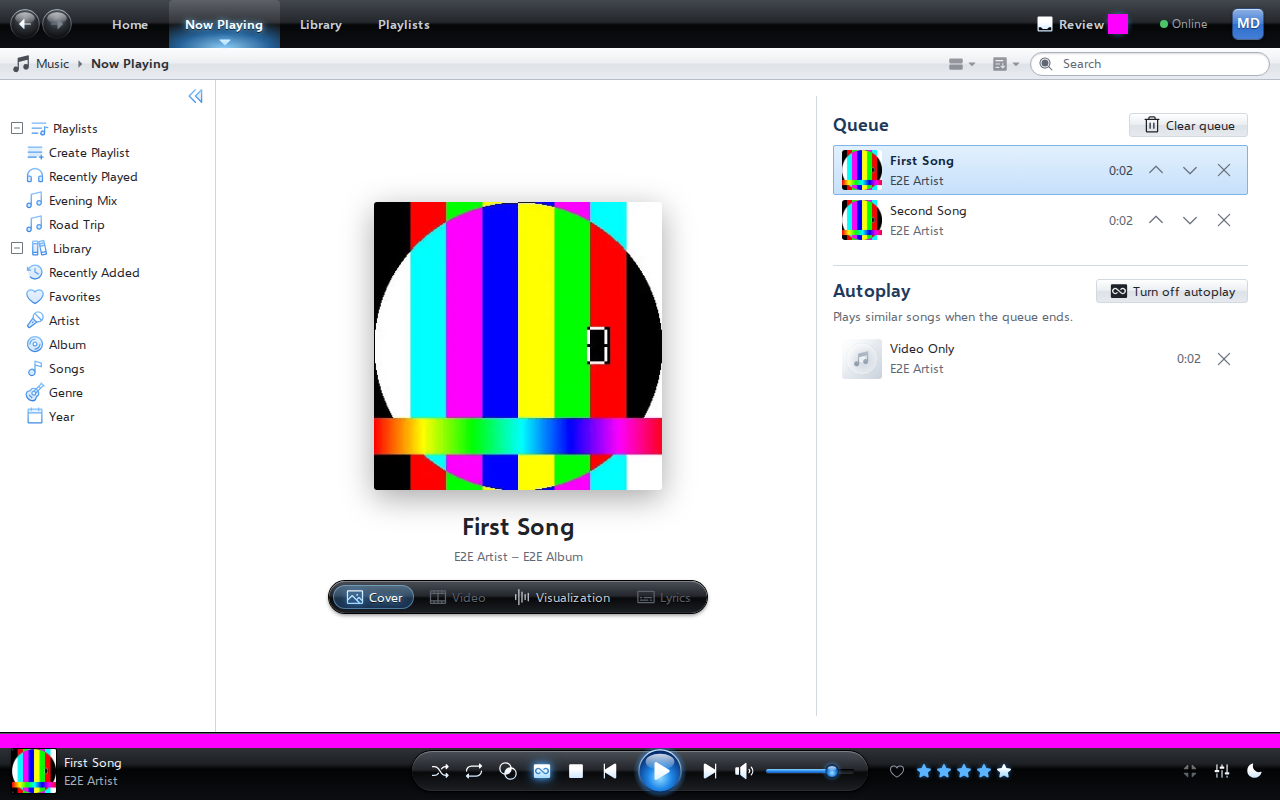 Home
Now Playing
Library
Playlists
Review
Online
MD
Music
Now Playing
Search
Playlists
Create Playlist
Recently Played
Evening Mix
Road Trip
Library
Recently Added
Favorites
Artist
Album
Songs
Genre
Year
First Song
E2E Artist – E2E Album
Cover
Video
Visualization
Lyrics
Queue
Clear queue
First Song
E2E Artist
0:02
Second Song
E2E Artist
0:02
Autoplay
Turn off autoplay
Plays similar songs when the queue ends.
Video Only
E2E Artist
0:02
First Song
E2E Artist